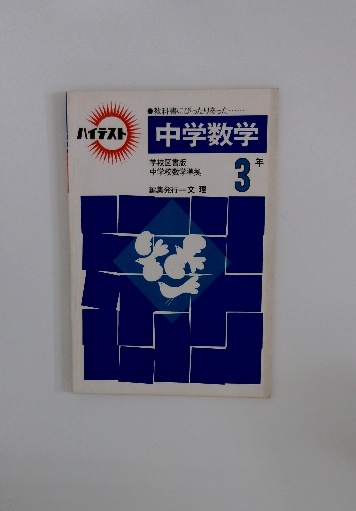 ●教科書にぴったりあった……
ハイテスト
中学数学
学校図書版
中学校数学準拠
3年
編集発行—文理